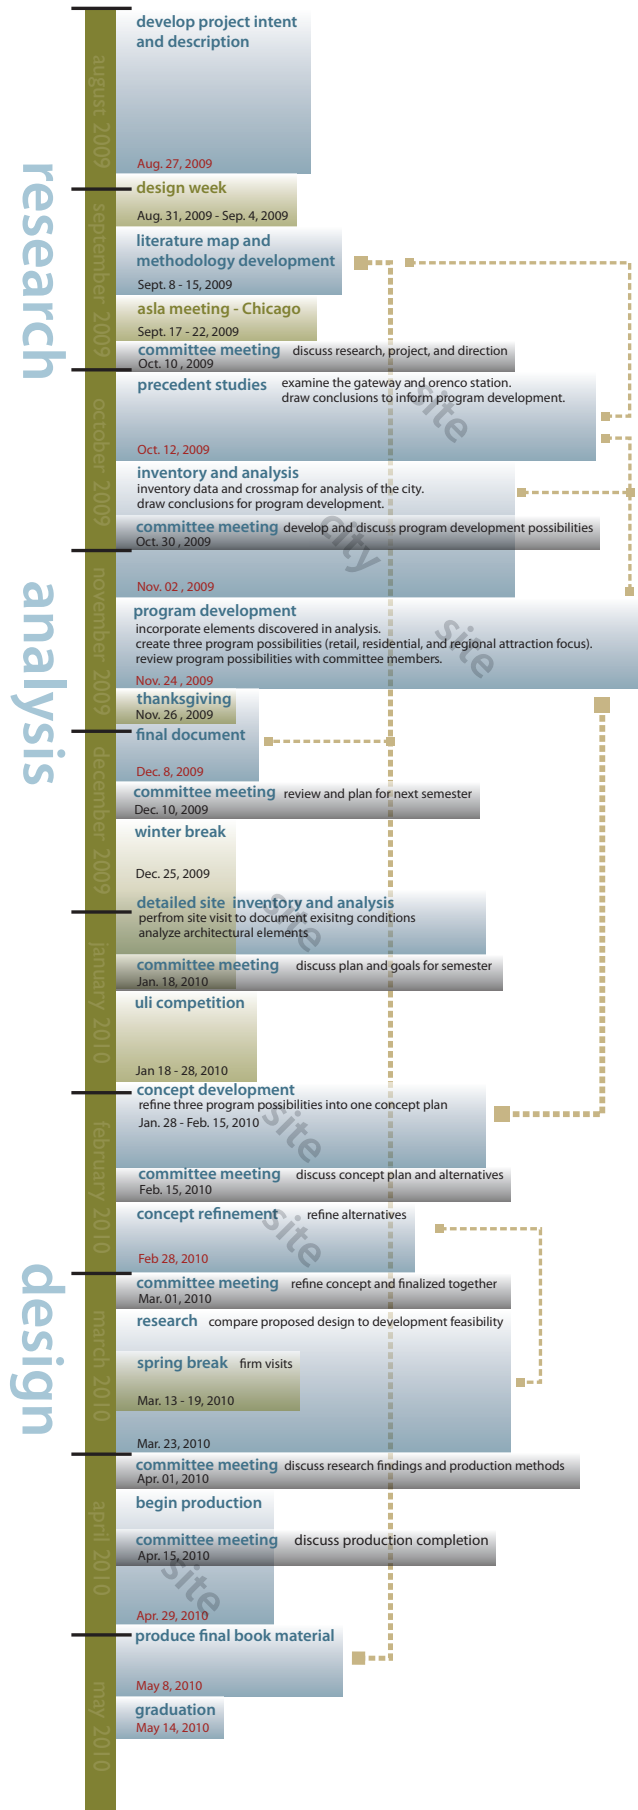 develop project intent
and description
Aug. 27, 2009
august 2009
research
design week
Aug. 31, 2009 - Sep. 4, 2009
literature map and
methodology development
Sept. 8 - 15, 2009
september 2009
asla meeting - Chicago
Sept. 17 - 22, 2009
committee meeting discuss research, project, and direction
Oct. 10 , 2009
precedent studies examine the gateway and orenco station.
draw conclusions to inform program development.
site
Oct. 12, 2009
october 2009
inventory and analysis
inventory data and crossmap for analysis of the city.
draw conclusions for program development.
city
committee meeting develop and discuss program development possibilities
Oct. 30 , 2009
Nov. 02 , 2009
november 2009
analysis
program development
incorporate elements discovered in analysis.
create three program possibilities (retail, residential, and regional attraction focus).
review program possibilities with committee members.
site
Nov. 24 , 2009
thanksgiving
Nov. 26 , 2009
final document
Dec. 8, 2009
december 2009
committee meeting review and plan for next semester
Dec. 10, 2009
winter break
Dec. 25, 2009
detailed site inventory and analysis
perfrom site visit to document exisitng conditions
analyze architectural elements
site
january 2010
committee meeting discuss plan and goals for semester
Jan. 18, 2010
uli competition
Jan 18 - 28, 2010
concept development
refine three program possibilities into one concept plan
Jan. 28 - Feb. 15, 2010
site
february 2010
committee meeting discuss concept plan and alternatives
Feb. 15, 2010
concept refinement refine alternatives
site
Feb 28, 2010
design
committee meeting refine concept and finalized together
Mar. 01, 2010
march 2010
research compare proposed design to development feasibility
spring break firm visits
Mar. 13 - 19, 2010
Mar. 23, 2010
committee meeting discuss research findings and production methods
Apr. 01, 2010
april 2010
begin production
committee meeting discuss production completion
Apr. 15, 2010
site
Apr. 29, 2010
produce final book material
May 8, 2010
may 2010
graduation
May 14, 2010